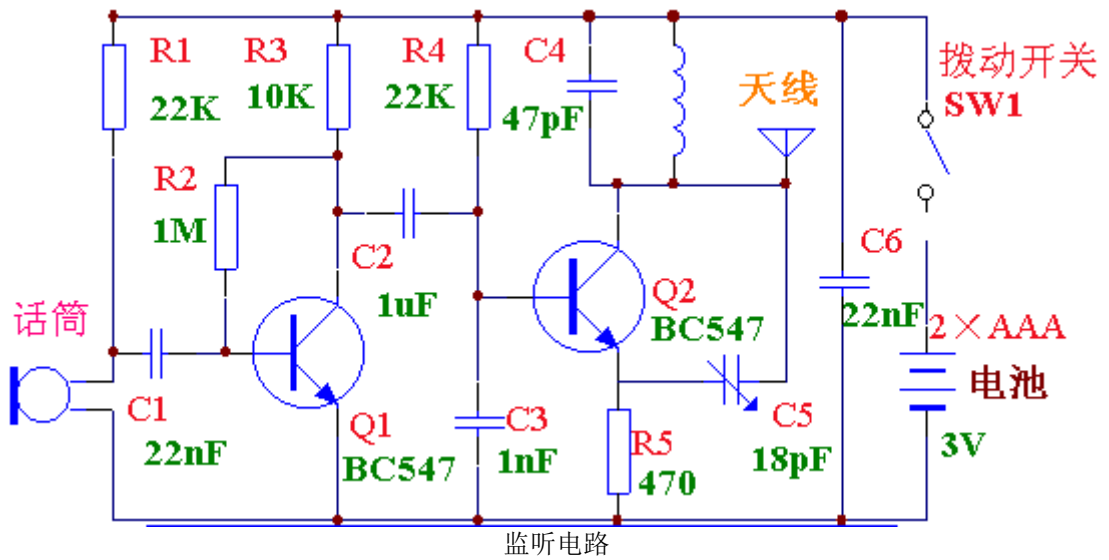 R1
22K
R3
10K
R4
22K
C4
47pF
天线
拨动开关
SW1
R2
1M
C2
1uF
Q2
BC547
C6
22nF
2×AAA
电池
3V
话筒
C1
22nF
Q1
BC547
C3
1nF
R5
470
C5
18pF
监听电路